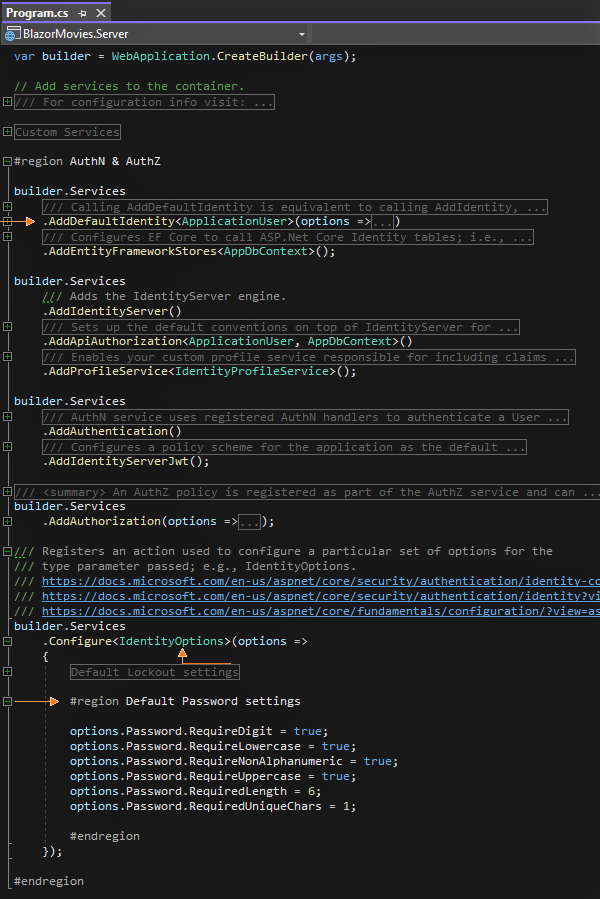 Program.cs
BlazorMovies.Server
var builder = WebApplication.CreateBuilder(args);
// Add services to the container.
/// For configuration info visit: ...
Custom Services
#region AuthN & AuthZ
builder.Services
/// Calling AddDefaultIdentity is equivalent to calling AddIdentity, ...
.AddDefaultIdentity<ApplicationUser>(options =>...)
/// Configures EF Core to call ASP.Net Core Identity tables; i.e., ...
.AddEntityFrameworkStores<AppDbContext>();
builder.Services
/// Adds the IdentityServer engine.
.AddIdentityServer()
/// Sets up the default conventions on top of IdentityServer for ...
.AddApiAuthorization<ApplicationUser, AppDbContext>()
/// Enables your custom profile service responsible for including claims ...
.AddProfileService<IdentityProfileService>();
builder.Services
/// AuthN service uses registered AuthN handlers to authenticate a User ...
.AddAuthentication()
/// Configures a policy scheme for the application as the default ...
.AddIdentityServerJwt();
/// <summary> An AuthZ policy is registered as part of the AuthZ service and can ...
builder.Services
.AddAuthorization(options =>...);
/// Registers an action used to configure a particular set of options for the
/// type parameter passed; e.g., IdentityOptions.
/// https://docs.microsoft.com/en-us/aspnet/core/security/authentication/identity-co
/// https://docs.microsoft.com/en-us/aspnet/core/security/authentication/identity?vi
/// https://docs.microsoft.com/en-us/aspnet/core/fundamentals/configuration/?view=as
builder.Services
.Configure<IdentityOptions>(options =>
{
Default Lockout settings
#region Default Password settings
options.Password.RequireDigit = true;
options.Password.RequireLowercase = true;
options.Password.RequireNonAlphanumeric = true;
options.Password.RequireUppercase = true;
options.Password.RequiredLength = 6;
options.Password.RequiredUniqueChars = 1;
#endregion
});
#endregion